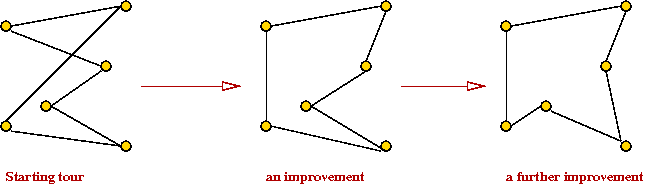 Starting tour
an improvement
a further improvement